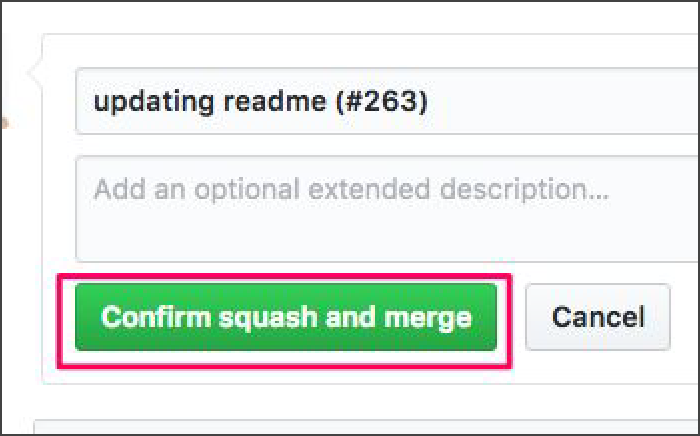 updating readme (#263)
Add an optional extended description...
Confirm squash and merge
Cancel